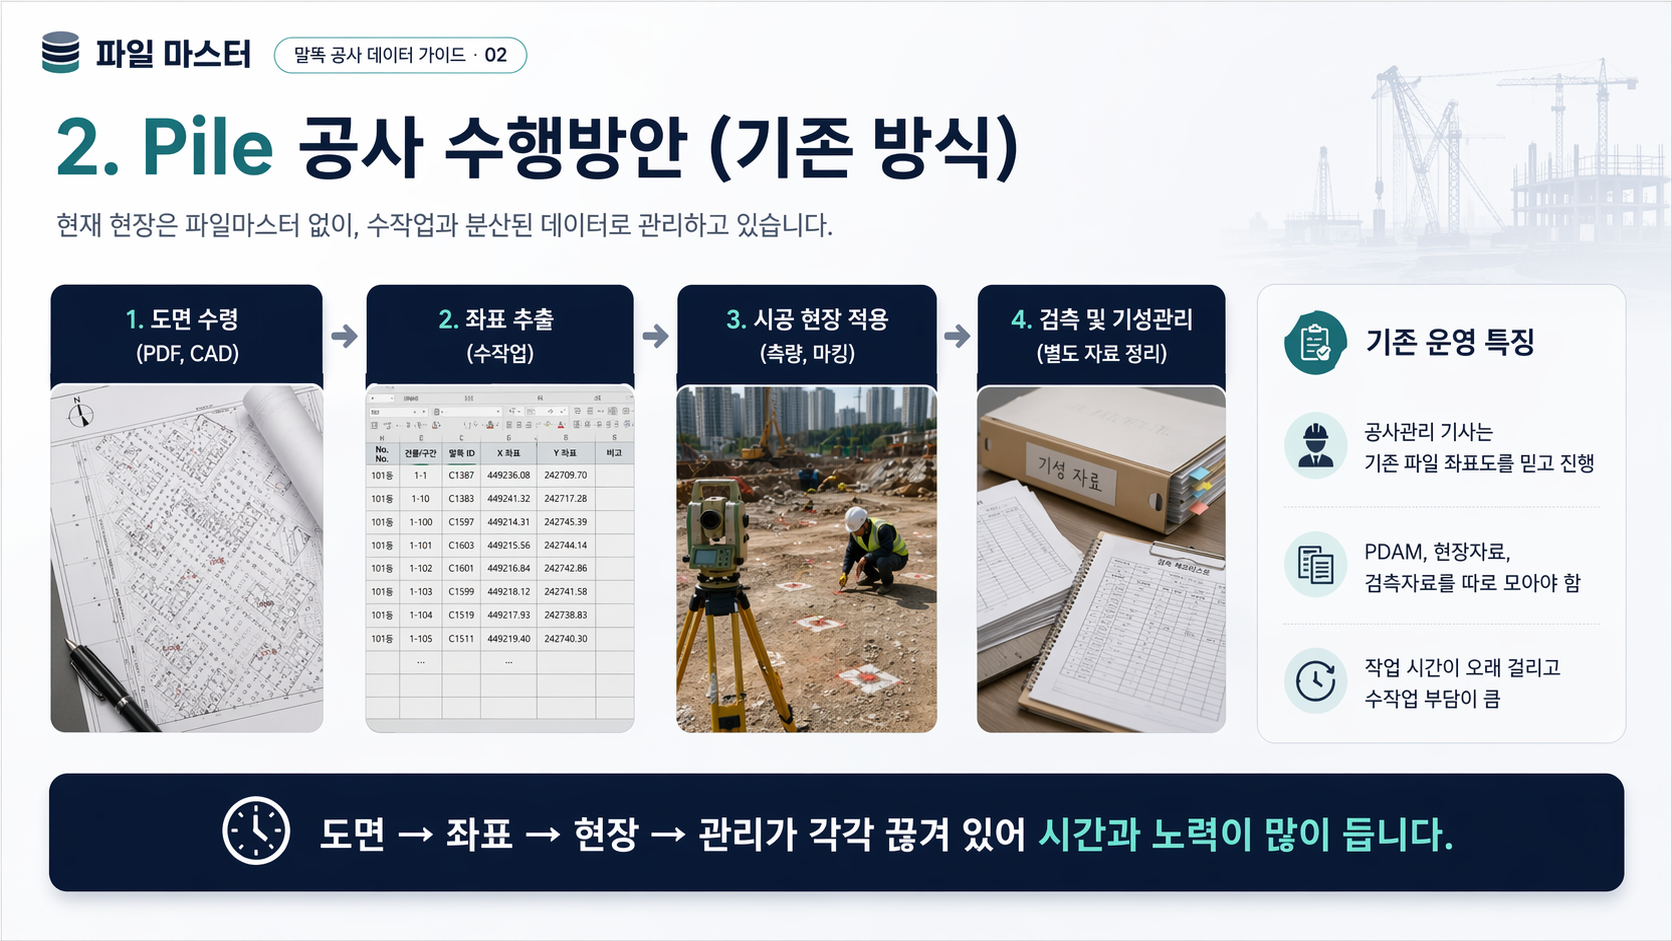 파일 마스터
말뚝 공사 데이터 가이드 · 02
2. Pile 공사 수행방안 (기존 방식)
현재 현장은 파일마스터 없이, 수작업과 분산된 데이터로 관리하고 있습니다.
1. 도면 수령
(PDF, CAD)
2. 좌표 추출
(수작업)
3. 시공 현장 적용
(측량, 마킹)
4. 검측 및 기성관리
(별도 자료 정리)
N
No. 건물/구간 말뚝 ID X 좌표 Y 좌표 비고
No.
101동 1-1 C1387 449236.08 242709.70
101동 1-10 C1383 449241.32 242717.28
101동 1-100 C1597 449214.31 242745.39
101동 1-101 C1603 449215.56 242744.14
101동 1-102 C1601 449216.84 242742.86
101동 1-103 C1599 449218.12 242741.58
101동 1-104 C1519 449217.93 242738.83
101동 1-105 C1511 449219.40 242740.30
... ...
기성 자료
검측 체크리스트
기존 운영 특징
공사관리 기사는
기존 파일 좌표도를 믿고 진행
PDAM, 현장자료,
검측자료를 따로 모아야 함
작업 시간이 오래 걸리고
수작업 부담이 큼
도면 → 좌표 → 현장 → 관리가 각각 끊겨 있어 시간과 노력이 많이 듭니다.